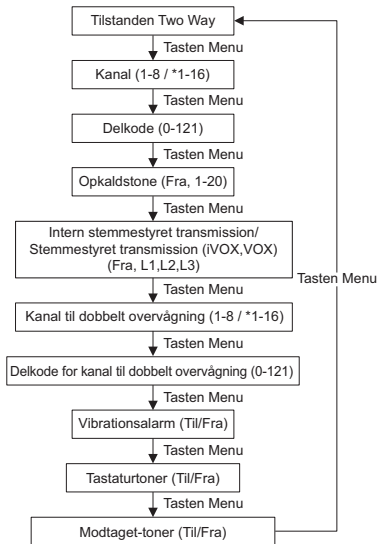 Tilstanden Two Way
Tasten Menu
Kanal (1-8 / *1-16)
Tasten Menu
Delkode (0-121)
Tasten Menu
Opkaldstone (Fra, 1-20)
Tasten Menu
Intern stemmestyret transmission/
Stemmestyret transmission (iVOX,VOX)
(Fra, L1,L2,L3)
Tasten Menu
Tasten Menu
Kanal til dobbelt overvågning (1-8 / *1-16)
Tasten Menu
Delkode for kanal til dobbelt overvågning (0-121)
Tasten Menu
Vibrationsalarm (Til/Fra)
Tasten Menu
Tastaturtoner (Til/Fra)
Tasten Menu
Modtaget-toner (Til/Fra)